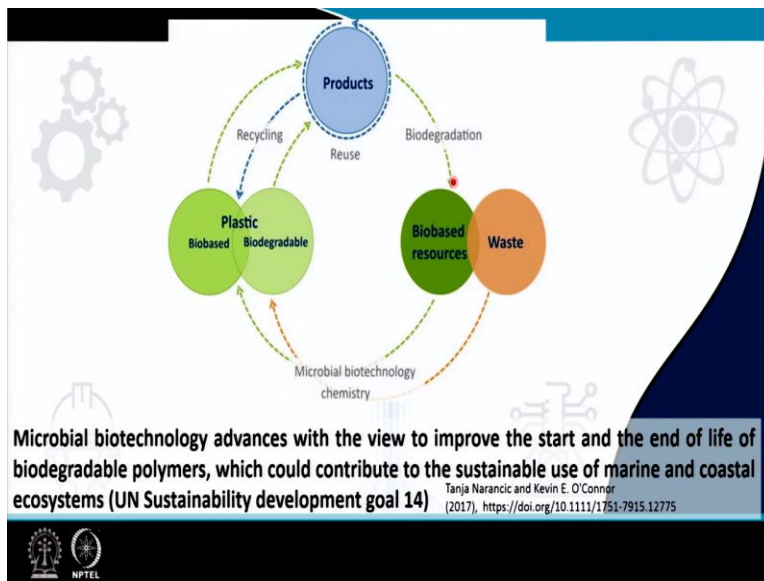 Products
Recycling
Biodegradation
Reuse
Plastic
Biobased
Biodegradable
Biobased
resources
Waste
Microbial biotechnology
chemistry
Microbial biotechnology advances with the view to improve the start and the end of life of
biodegradable polymers, which could contribute to the sustainable use of marine and coastal
ecosystems (UN Sustainability development goal 14)
Tanja Narancic and Kevin E. O'Connor
(2017), https://doi.org/10.1111/1751-7915.12775
NPTEL